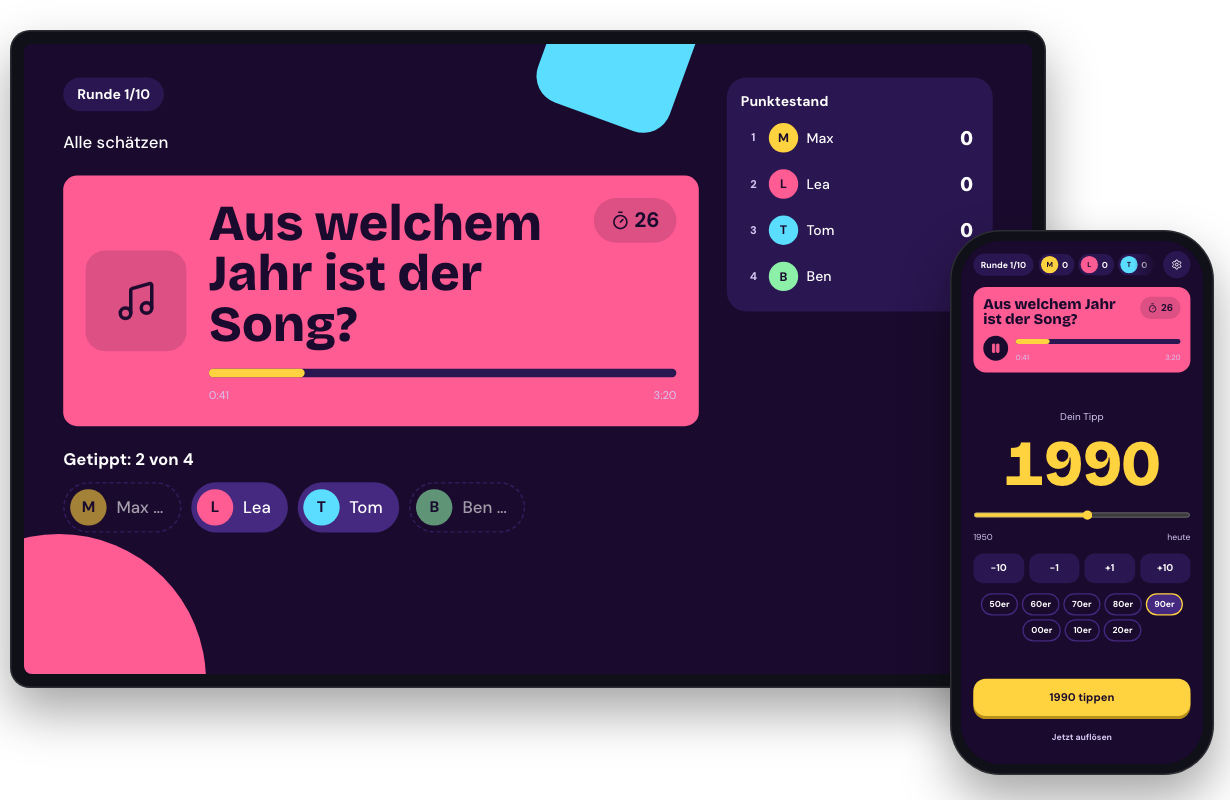 Runde 1/10
Alle schätzen
Aus welchem
Jahr ist der
Song?
26
0:41
3:20
Getippt: 2 von 4
M Max ...
L Lea
T Tom
B Ben ...
Punktestand
1 M Max 0
2 L Lea 0
3 T Tom 0
4 B Ben
Runde 1/10 M 0 L 0 T 0
Aus welchem Jahr
ist der Song?
26
0:41
3:20
Dein Tipp
1990
1950
heute
−10 −1 +1 +10
50er 60er 70er 80er 90er
00er 10er 20er
1990 tippen
Jetzt auflösen